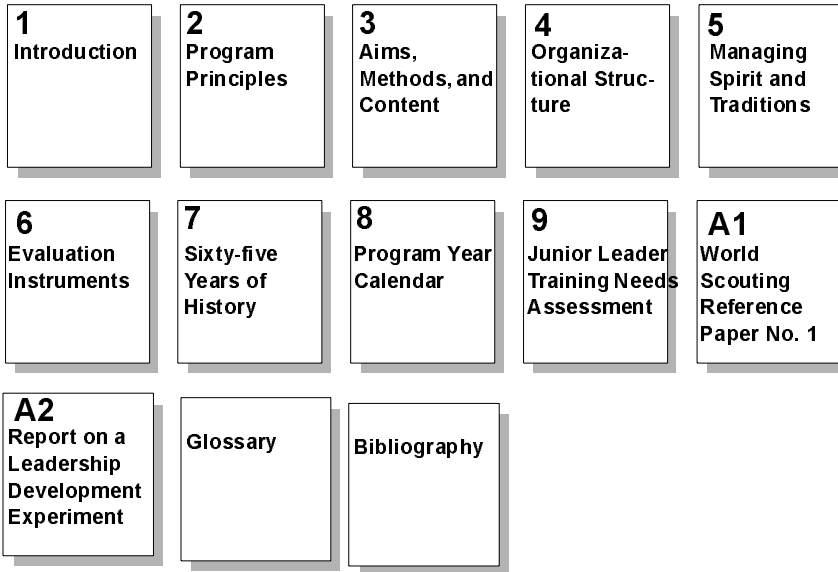 1
Introduction
2
Program
Principles
3
Aims,
Methods, and
Content
4
Organiza-
tional Struc-
ture
5
Managing
Spirit and
Traditions
6
Evaluation
Instruments
7
Sixty-five
Years of
History
8
Program Year
Calendar
9
Junior Leader
Training Needs
Assessment
A1
World
Scouting
Reference
Paper No. 1
A2
Report on a
Leadership
Development
Experiment
Glossary
Bibliography